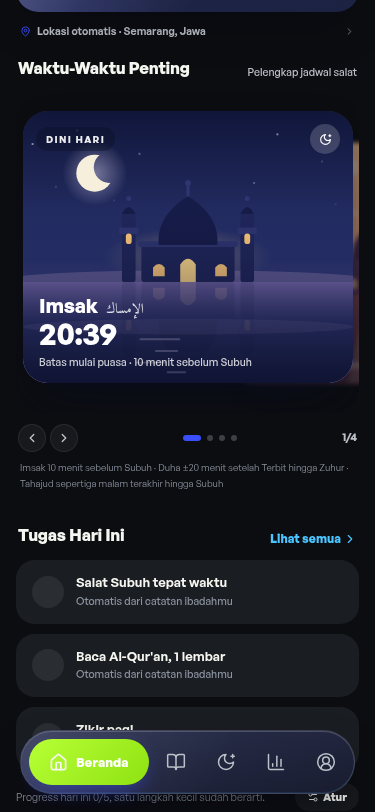 Lokasi otomatis · Semarang, Jawa
Waktu-Waktu Penting
Pelengkap jadwal salat
DINI HARI
Imsak الإمساك
20:39
Batas mulai puasa · 10 menit sebelum Subuh
1/4
Imsak 10 menit sebelum Subuh · Duha ±20 menit setelah Terbit hingga Zuhur ·
Tahajud sepertiga malam terakhir hingga Subuh
Tugas Hari Ini
Lihat semua
Salat Subuh tepat waktu
Otomatis dari catatan ibadahmu
Baca Al-Qur'an, 1 lembar
Otomatis dari catatan ibadahmu
Zikir pagi
Beranda
Progress hari ini 0/5, satu langkah kecil sudah berarti.
Atur